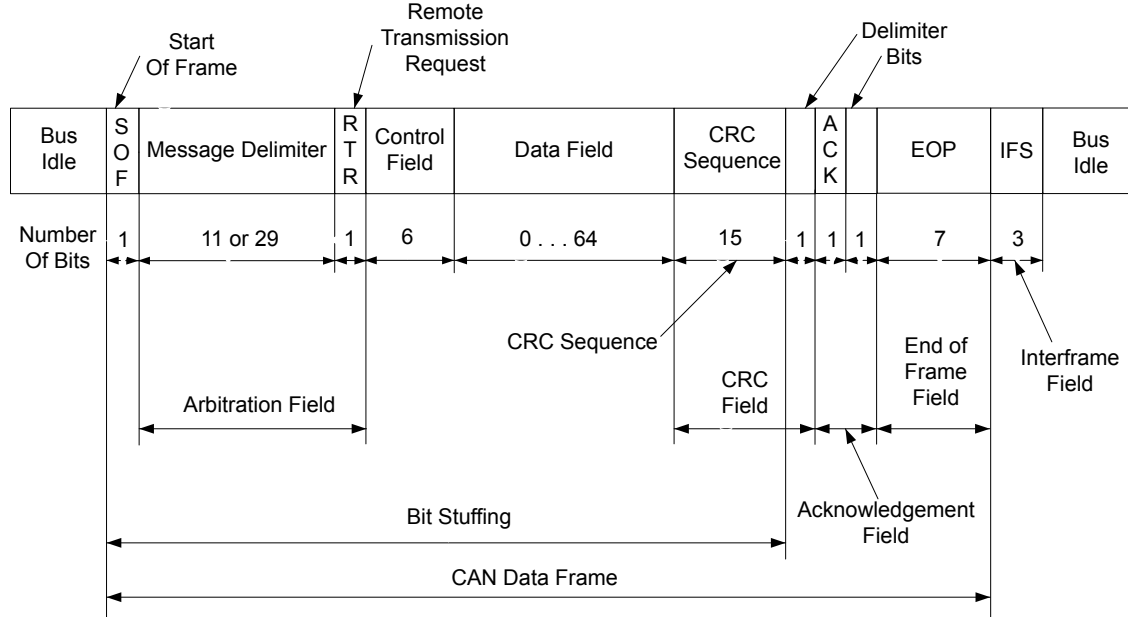 Start
Of Frame
Remote
Transmission
Request
Delimiter
Bits
Bus
Idle
S
O
F
Message Delimiter
R
T
R
Control
Field
Data Field
CRC
Sequence
A
C
K
EOP
IFS
Bus
Idle
Number
Of Bits
1
11 or 29
1
6
0 . . . 64
15
1
1
1
7
3
CRC Sequence
End of
Frame
Field
Interframe
Field
Arbitration Field
CRC
Field
Acknowledgement
Field
Bit Stuffing
CAN Data Frame